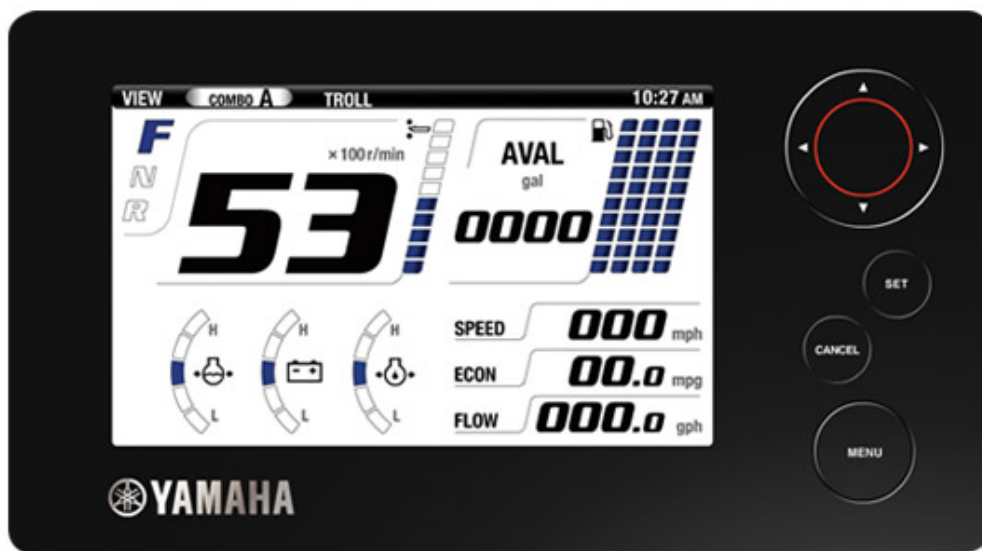 VIEW COMBO A TROLL 10:27 AM
F
N
R
×100r/min
53
AVAL
gal
0000
H
L
H
L
H
L
SPEED 000 mph
ECON 00.0 mpg
FLOW 000.0 gph
SET
CANCEL
MENU
YAMAHA